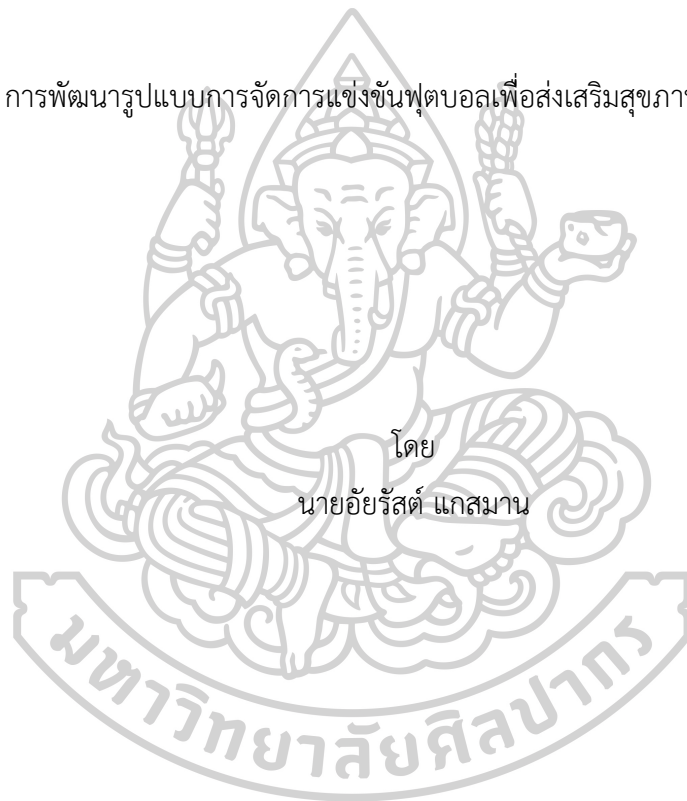 การพัฒนารูปแบบการจัดการแข่งขันฟุตบอลเพื่อส่งเสริมสุขภา
โดย
นายอัยรัสต์ แกสมาน
มหาวิทยาลัยศิลปากร